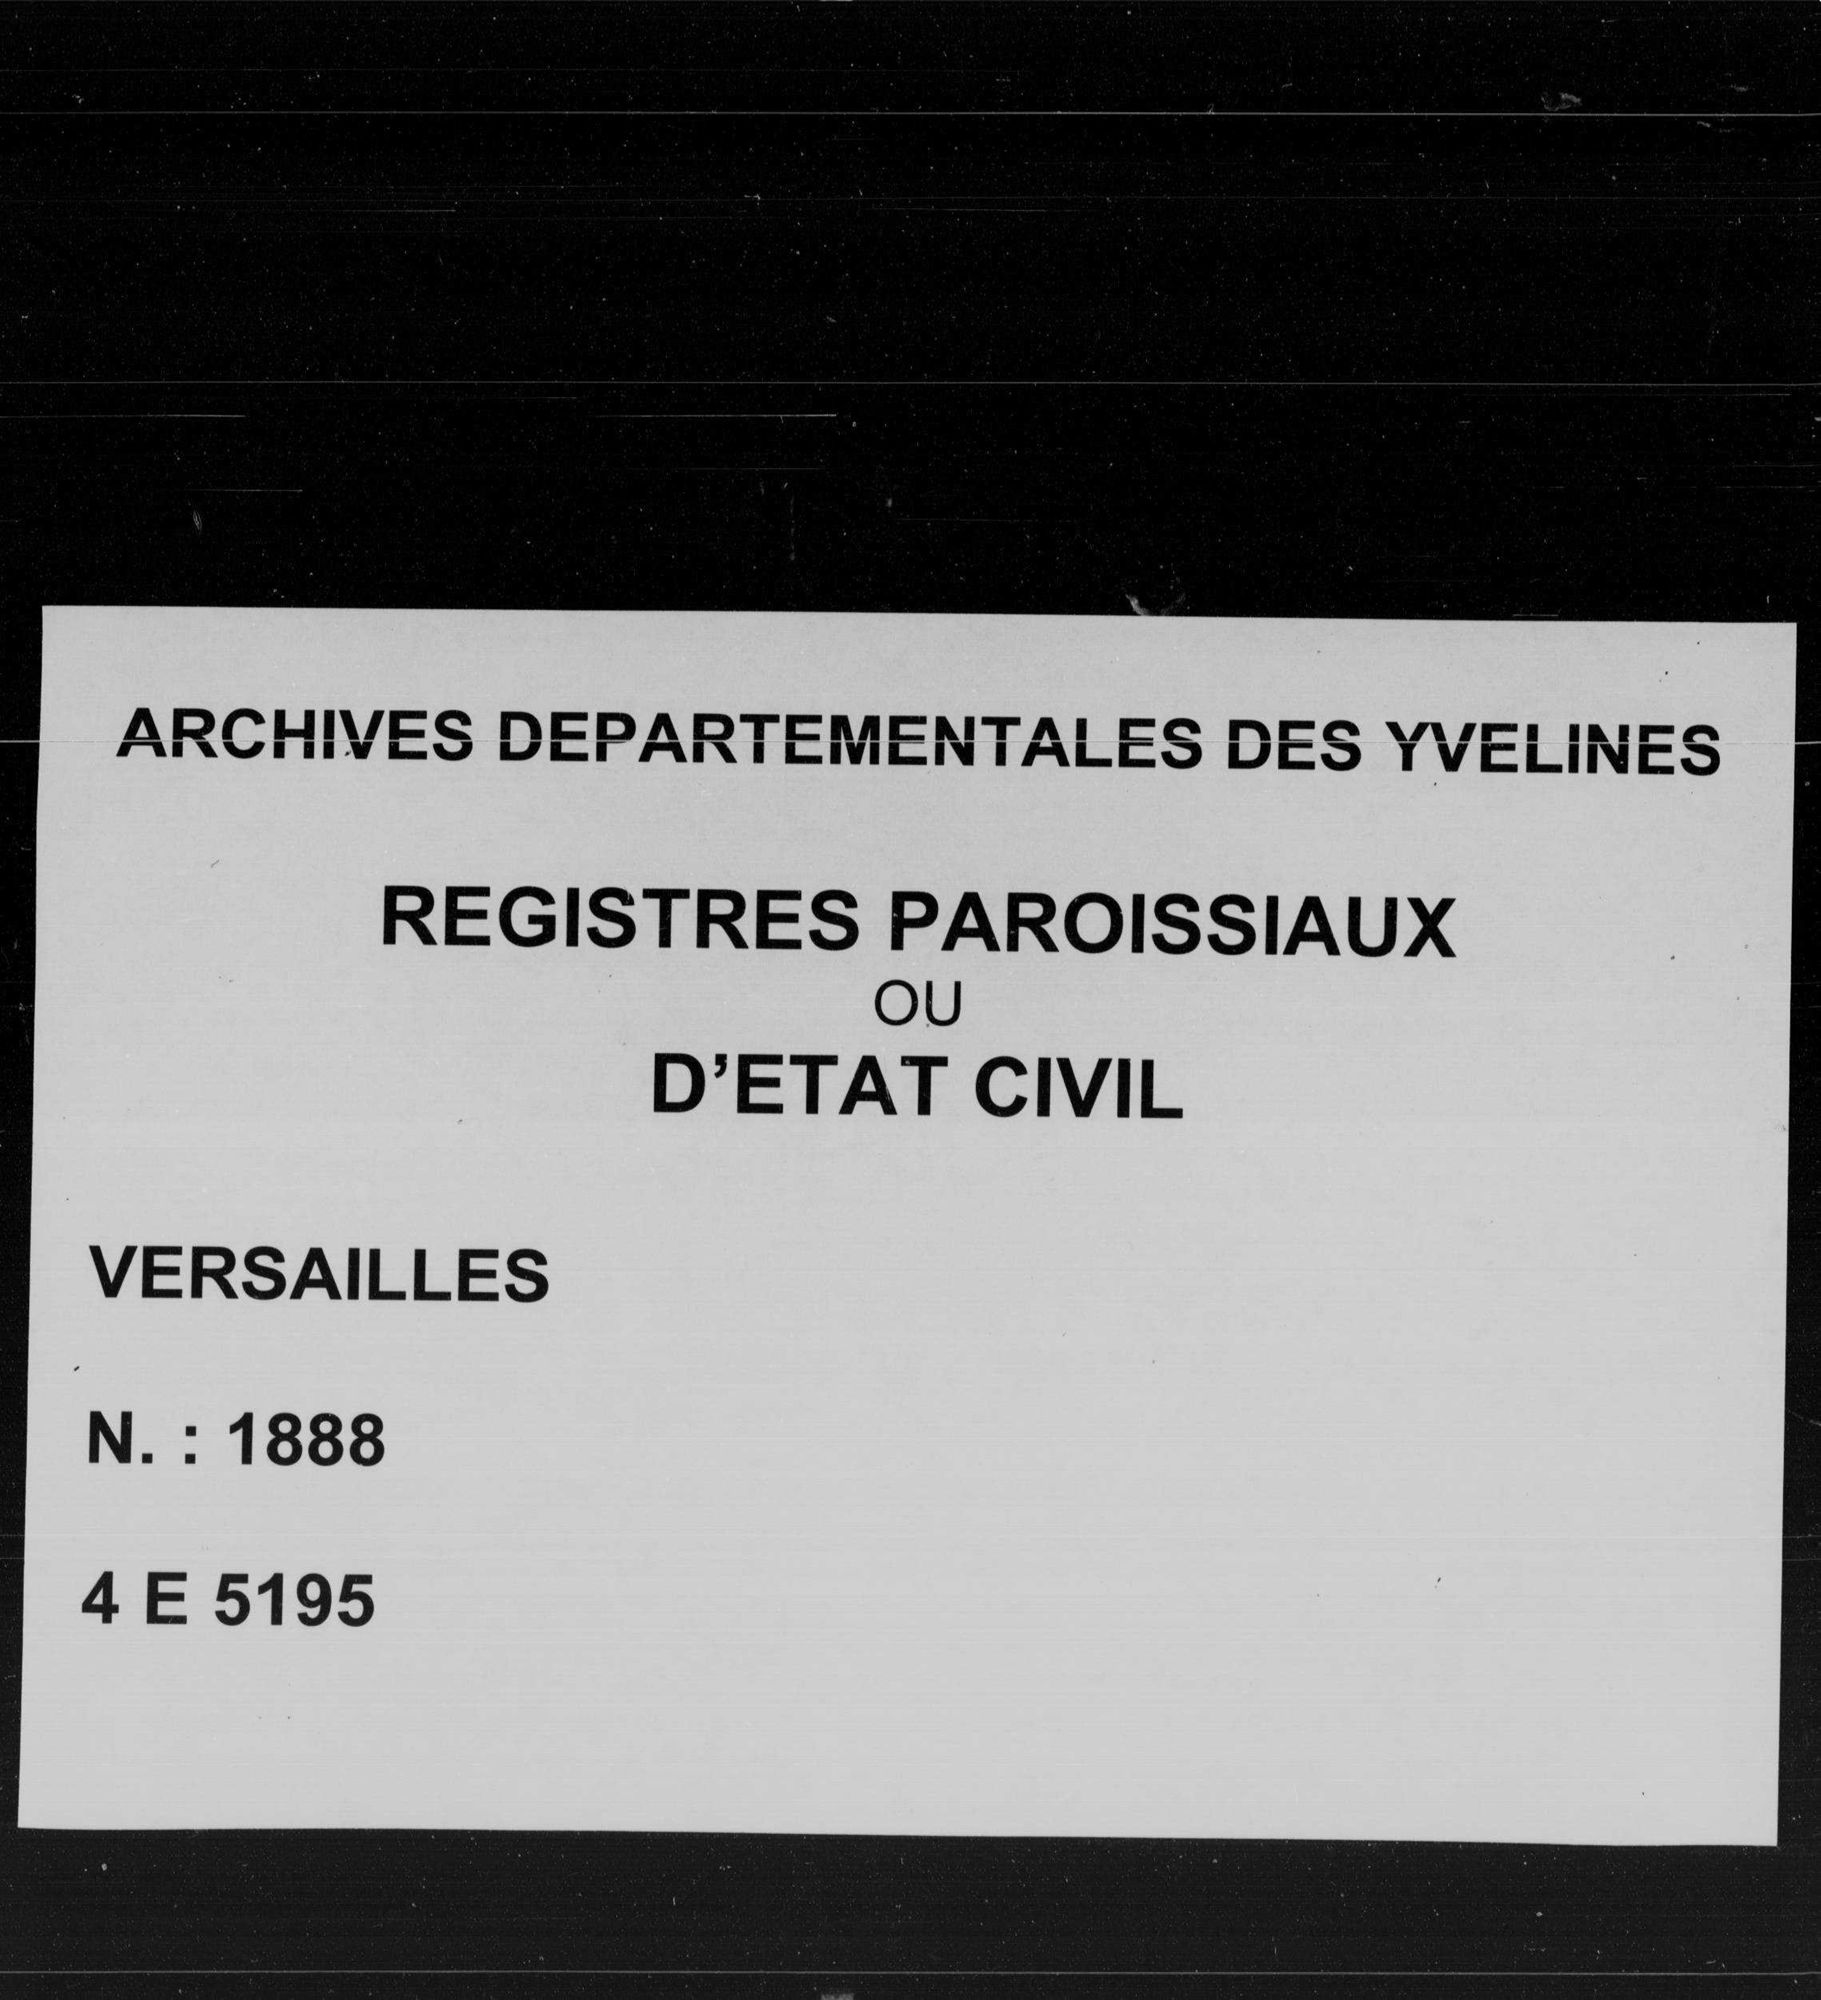 ARCHIVES DEPARTEMENTALES DES YVELINES
REGISTRES PAROISSIAUX
OU
D'ETAT CIVIL
VERSAILLES
N. : 1888
4 E 5195